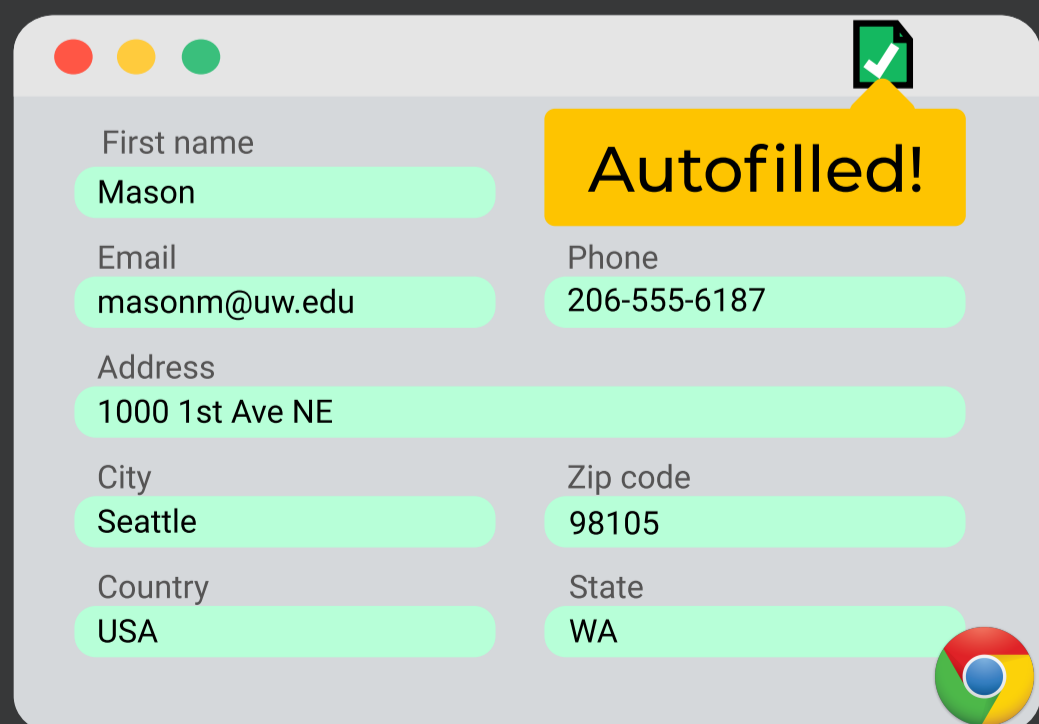 First name
Autofilled!
Mason
Email
Phone
masonm@uw.edu
206-555-6187
Address
1000 1st Ave NE
City
Zip code
Seattle
98105
Country
State
USA
WA